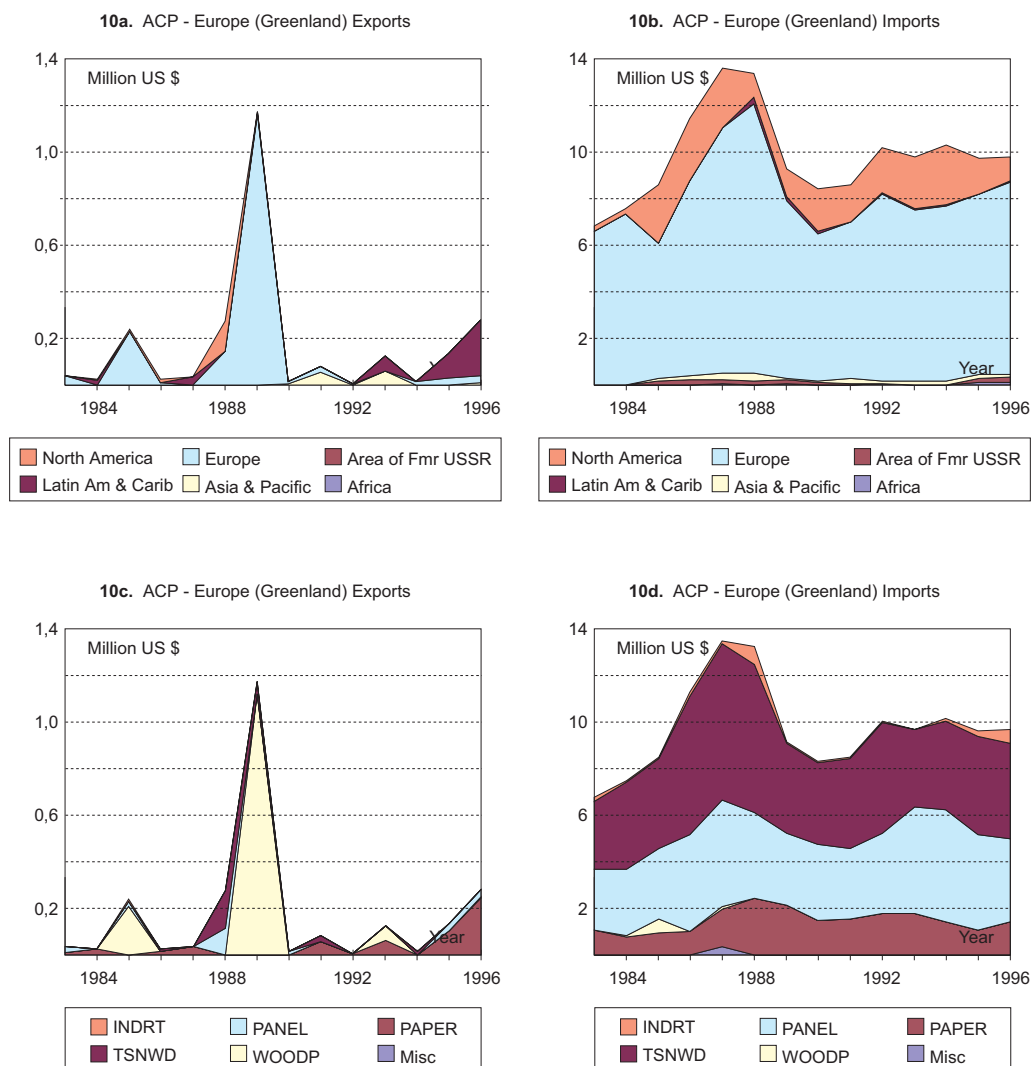 10a. ACP - Europe (Greenland) Exports
1,4
Million US $
1,0
0,6
0,2
Year
1984 1988 1992 1996
North America Europe Area of Fmr USSR
Latin Am & Carib Asia & Pacific Africa
10b. ACP - Europe (Greenland) Imports
14
Million US $
10
6
2
Year
1984 1988 1992 1996
North America Europe Area of Fmr USSR
Latin Am & Carib Asia & Pacific Africa
10c. ACP - Europe (Greenland) Exports
1,4
Million US $
1,0
0,6
0,2
Year
1984 1988 1992 1996
INDRT PANEL PAPER
TSNWD WOODP Misc
10d. ACP - Europe (Greenland) Imports
14
Million US $
10
6
2
Year
1984 1988 1992 1996
INDRT PANEL PAPER
TSNWD WOODP Misc